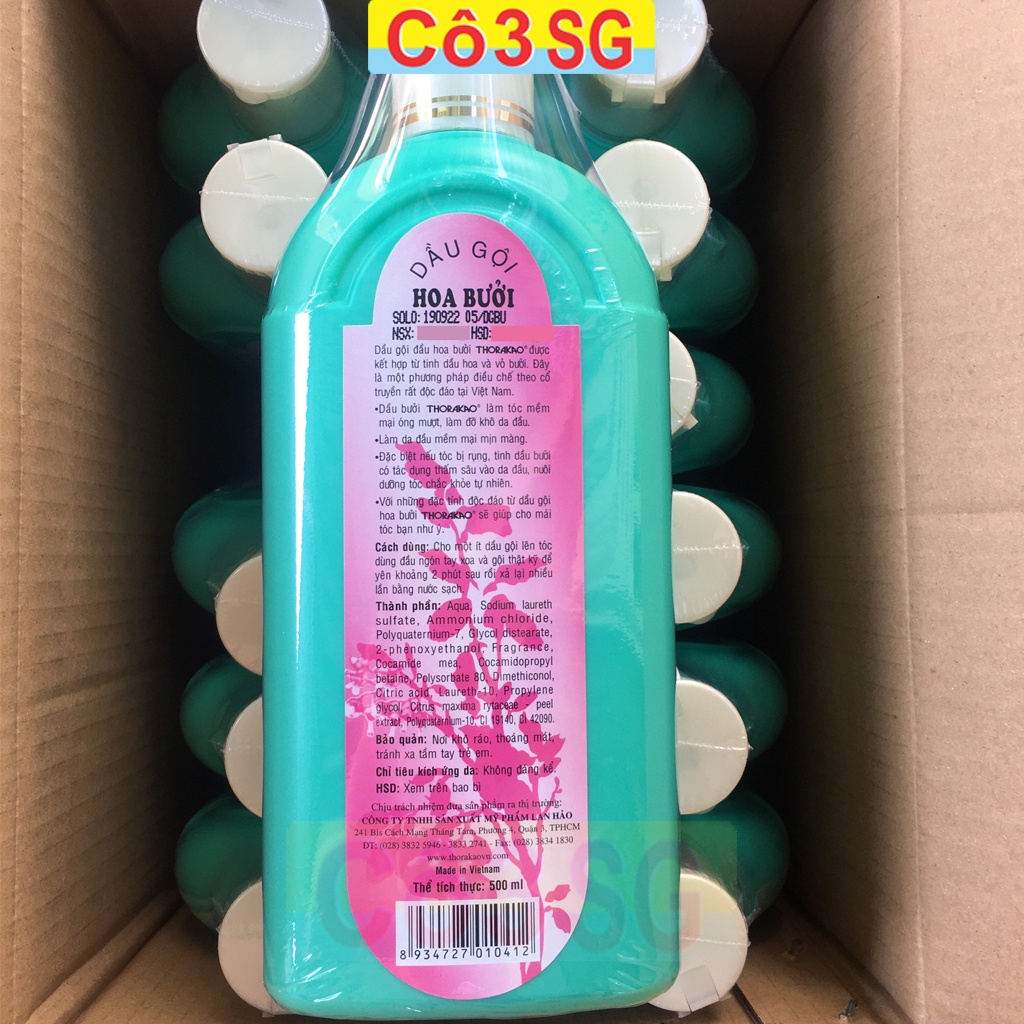 Cô3SG
DẦU GỘI
HOA BƯỞI
SOLO: 190922 05/DGBU
NSX: HSD:
Dầu gội đầu hoa bưởi THORAKAO® được
kết hợp từ tinh dầu hoa và vỏ bưởi. Đây
là một phương pháp điều chế theo cổ
truyền rất độc đáo tại Việt Nam.
•Dầu bưởi THORAKAO® làm tóc mềm
mại óng mượt, làm đỡ khô da đầu.
•Làm da đầu mềm mại mịn màng.
•Đặc biệt nếu tóc bị rụng, tinh dầu bưởi
có tác dụng thấm sâu vào da đầu, nuôi
dưỡng tóc chắc khỏe tự nhiên.
•Với những đặc tính độc đáo từ dầu gội
hoa bưởi THORAKAO® sẽ giúp cho mái
tóc bạn như ý.
Cách dùng: Cho một ít dầu gội lên tóc
dùng đầu ngón tay xoa và gội thật kỹ để
yên khoảng 2 phút sau rồi xả lại nhiều
lần bằng nước sạch.
Thành phần: Aqua, Sodium laureth
sulfate, Ammonium chloride,
Polyquaternium-7, Glycol distearate,
2-phenoxyethanol, Fragrance,
Cocamide mea, Cocamidopropyl
betaine, Polysorbate 80, Dimethiconol,
Citric acid, Laureth-10, Propylene
glycol, Citrus maxima rytaceae - peel
extract, Polyquaternium-10, CI 19140, CI 42090.
Bảo quản: Nơi khô ráo, thoáng mát,
tránh xa tầm tay trẻ em.
Chỉ tiêu kích ứng da: Không đáng kể.
HSD: Xem trên bao bì
Chịu trách nhiệm đưa sản phẩm ra thị trường:
CÔNG TY TNHH SẢN XUẤT MỸ PHẨM LAN HẢO
241 Bis Cách Mạng Tháng Tám, Phường 4, Quận 3, TPHCM
ĐT: (028) 3832 5946 - 3833 2741 - Fax: (028) 3834 1830
www.thorakaovn.com
Made in Vietnam
Thể tích thực: 500 ml
Cô3SG
8 934727 010412